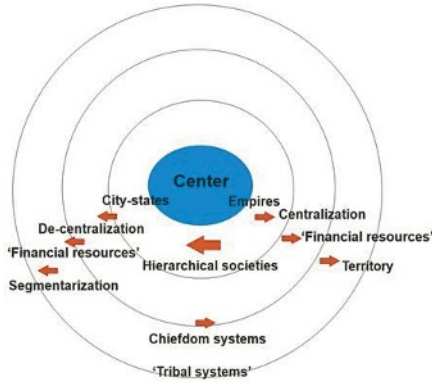 Center
City-states
Empires
Centralization
De-centralization
'Financial resources'
'Financial resources'
Hierarchical societies
Territory
Segmentarization
Chiefdom systems
'Tribal systems'